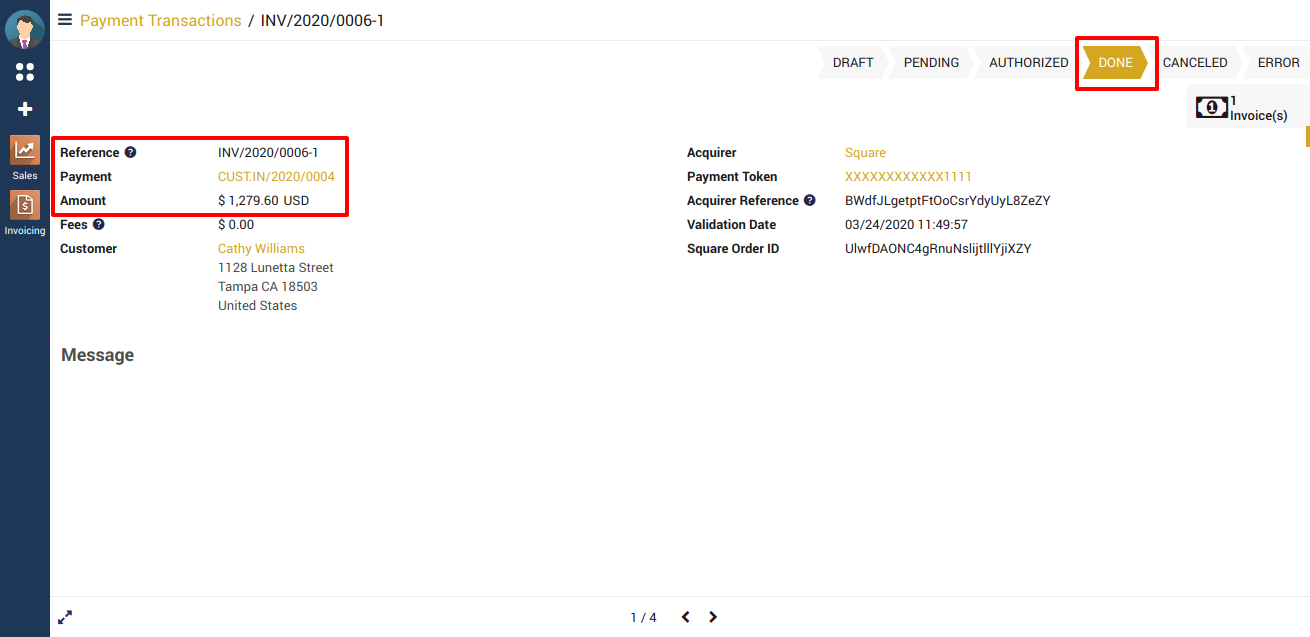 Payment Transactions / INV/2020/0006-1
DRAFT PENDING AUTHORIZED DONE CANCELED ERROR
1
Invoice(s)
Sales
Invoicing
Reference ? INV/2020/0006-1
Payment CUST.IN/2020/0004
Amount $ 1,279.60 USD
Fees ? $ 0.00
Customer Cathy Williams
1128 Lunetta Street
Tampa CA 18503
United States
Acquirer Square
Payment Token XXXXXXXXXXXX1111
Acquirer Reference ? BWdfJLgetptFtOoCsrYdyUyL8ZeZY
Validation Date 03/24/2020 11:49:57
Square Order ID
Message
1 / 4